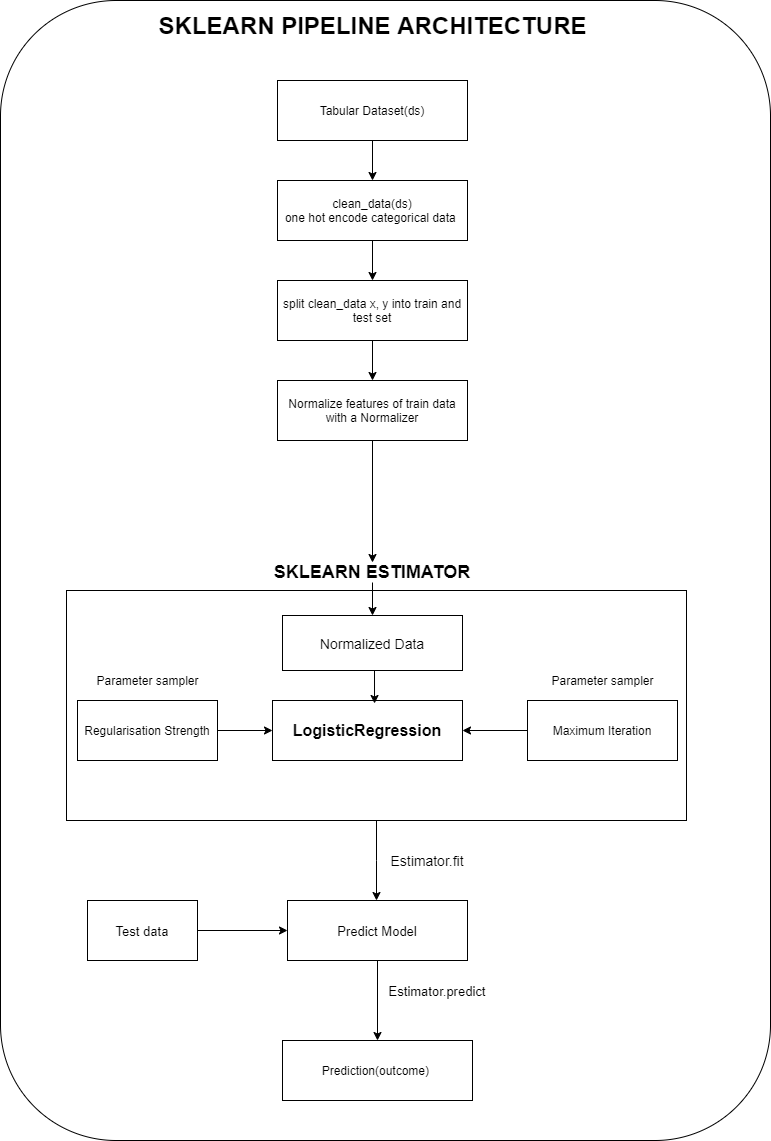 SKLEARN PIPELINE ARCHITECTURE
Tabular Dataset(ds)
clean_data(ds)
one hot encode categorical data
split clean_data x, y into train and
test set
Normalize features of train data
with a Normalizer
SKLEARN ESTIMATOR
Normalized Data
Parameter sampler
Parameter sampler
Regularisation Strength
LogisticRegression
Maximum Iteration
Estimator.fit
Test data
Predict Model
Estimator.predict
Prediction(outcome)